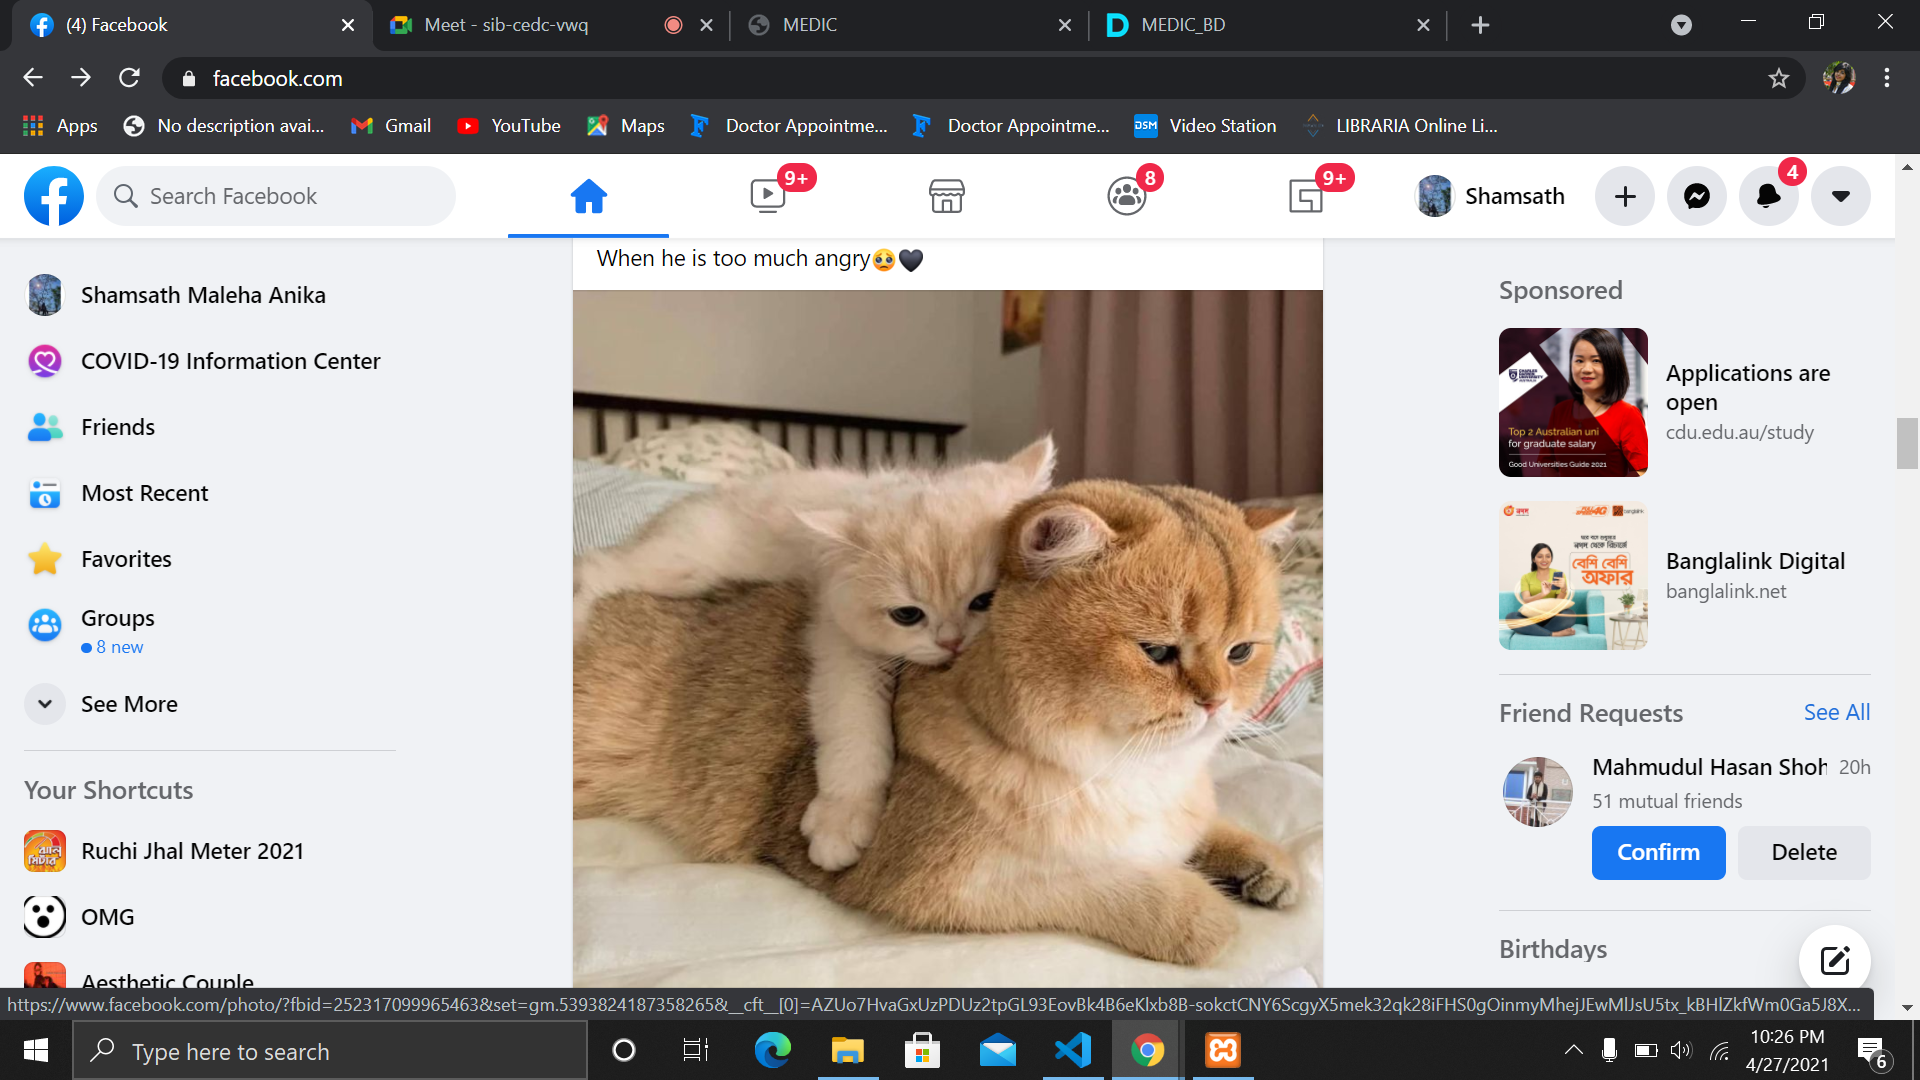 (4) Facebook
Meet - sib-cedc-vwq
MEDIC
MEDIC_BD
facebook.com
Apps
No description avai...
Gmail
YouTube
Maps
Doctor Appointme...
Doctor Appointme...
DSM
Video Station
LIBRARIA Online Li...
Search Facebook
9+
8
9+
Shamsath
4
Shamsath Maleha Anika
COVID-19 Information Center
Friends
Most Recent
Favorites
Groups
8 new
See More
Your Shortcuts
Ruchi Jhal Meter 2021
OMG
Aesthetic Couple
When he is too much angry🥺🖤
Sponsored
CHARLES DARWIN UNIVERSITY
AUSTRALIA
Top 2 Australian uni
for graduate salary
Good Universities Guide 2021
Applications are
open
cdu.edu.au/study
banglalink
বেশি বেশি
অফার
Banglalink Digital
banglalink.net
Friend Requests
See All
Mahmudul Hasan Shoh
20h
51 mutual friends
Confirm
Delete
Birthdays
https://www.facebook.com/photo/?fbid=252317099965463&set=gm.5393824187358265&__cft__[0]=AZUo7HvaGxUzPDUz2tpGL93EovBk4B6eKlxb8B-sokctCNY6ScgyX5mek32qk28iFHS0gOinmyMhejJEwMlJsU5tx_kBHlZkfWm0Ga5J8X...
Type here to search
10:26 PM
4/27/2021
6